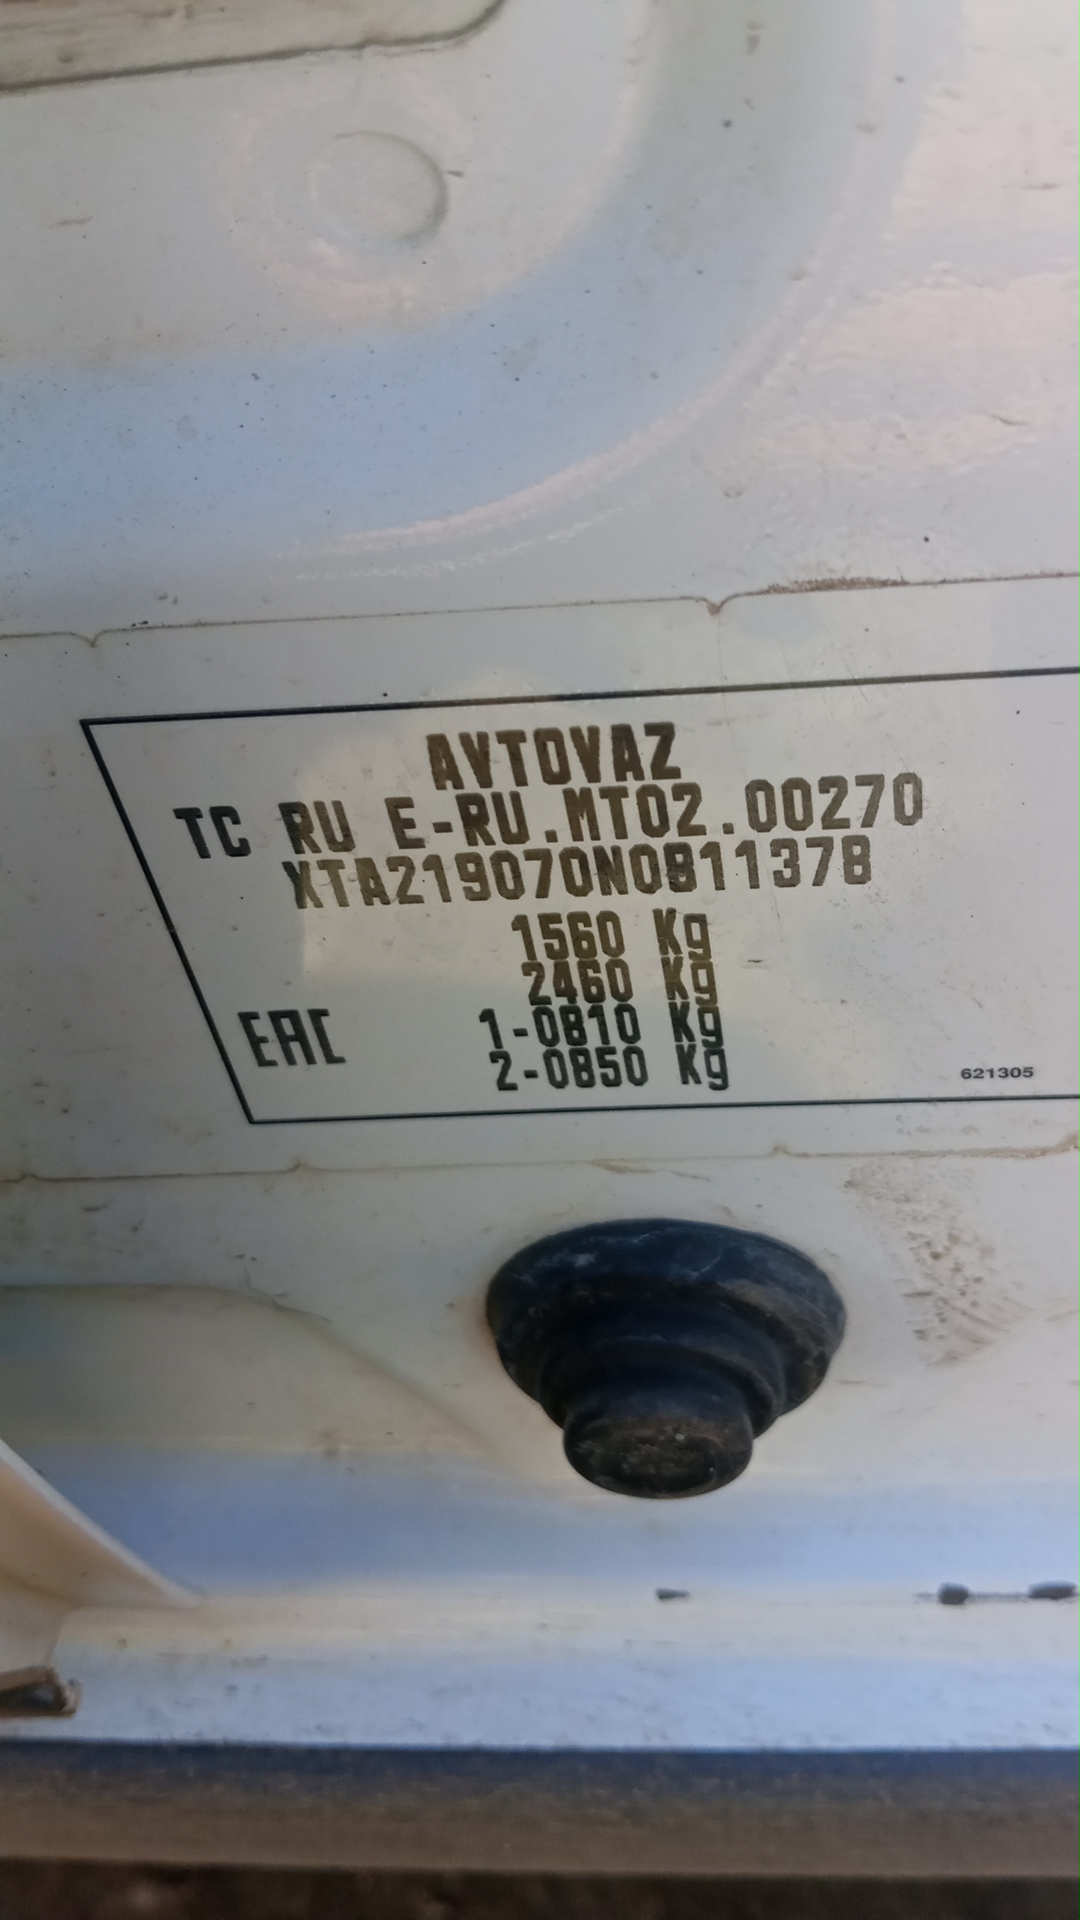 AVTOVAZ
TC RU E-RU.MT02.00270
XTA219070N0811378
1560 Kg
2460 Kg
1-0810 Kg
EAC
2-0850 Kg
621305